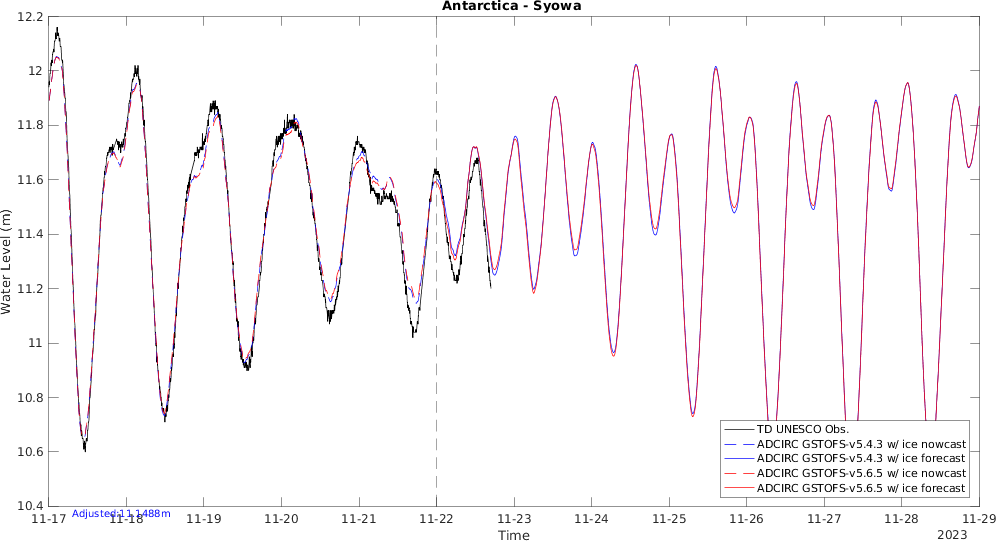 Antarctica - Syowa
Water Level (m)
12.2
12
11.8
11.6
11.4
11.2
11
10.8
10.6
10.4
TD UNESCO Obs.
ADCIRC GSTOFS-v5.4.3 w/ ice nowcast
ADCIRC GSTOFS-v5.4.3 w/ ice forecast
ADCIRC GSTOFS-v5.6.5 w/ ice nowcast
ADCIRC GSTOFS-v5.6.5 w/ ice forecast
Adjusted:11.1488m
11-17 11-18 11-19 11-20 11-21 11-22 11-23 11-24 11-25 11-26 11-27 11-28 11-29
Time
2023